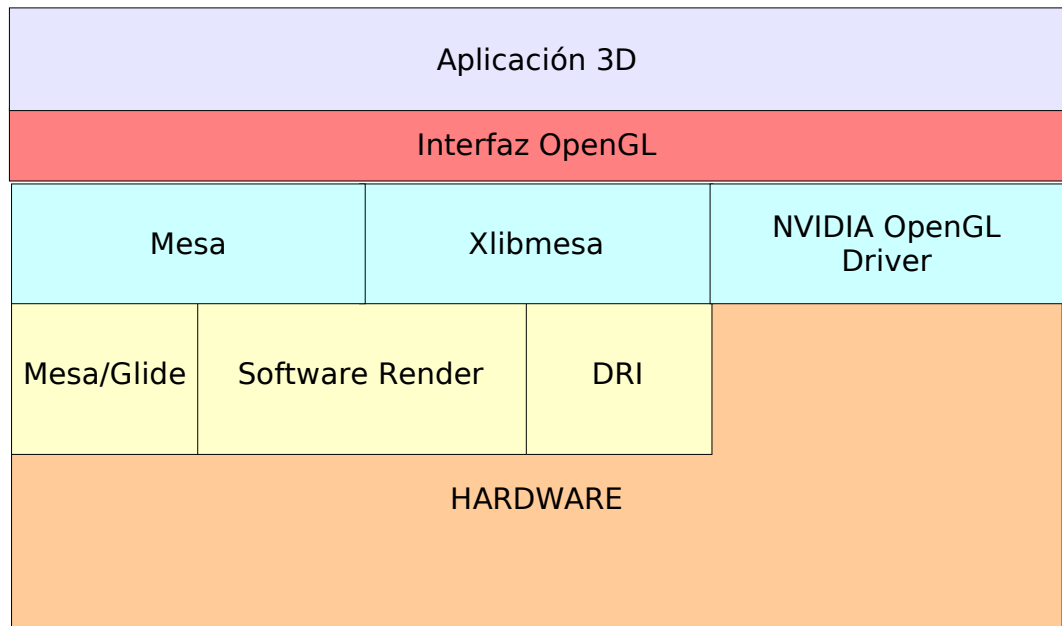 Aplicación 3D
Interfaz OpenGL
Mesa
Xlibmesa
NVIDIA OpenGL
Driver
Mesa/Glide
Software Render
DRI
HARDWARE